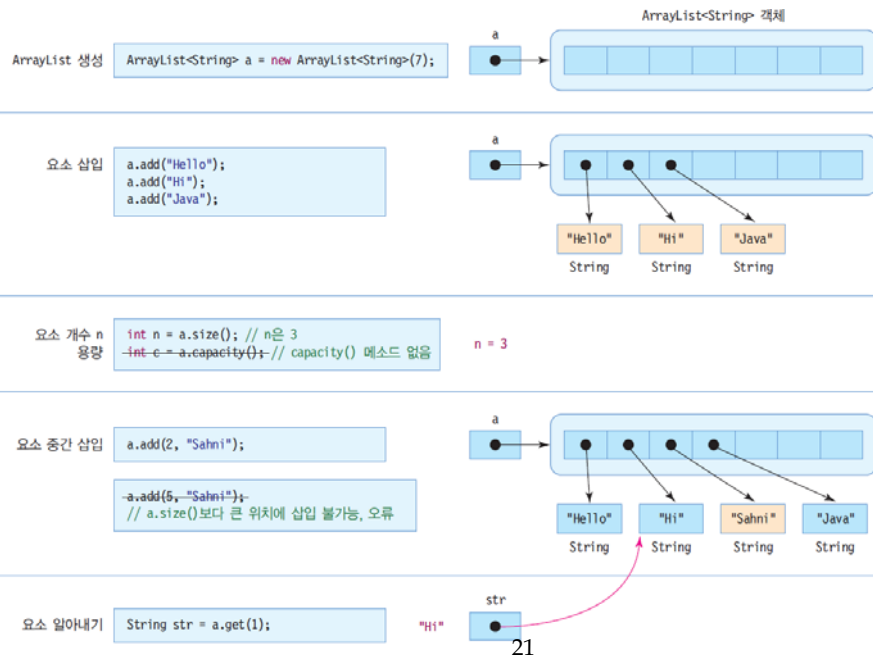 ArrayList<String> 객체
a
ArrayList 생성
ArrayList<String> a = new ArrayList<String>(7);
a
요소 삽입
a.add("Hello");
a.add("Hi");
a.add("Java");
"Hello"
"Hi"
"Java"
String
String
String
요소 개수 n
용량
int n = a.size(); // n은 3
int c = a.capacity(); // capacity() 메소드 없음
n = 3
a
요소 중간 삽입
a.add(2, "Sahni");
a.add(5, "Sahni");
// a.size()보다 큰 위치에 삽입 불가능, 오류
"Hello"
"Hi"
"Sahni"
"Java"
String
String
String
String
str
요소 알아내기
String str = a.get(1);
"Hi"
21